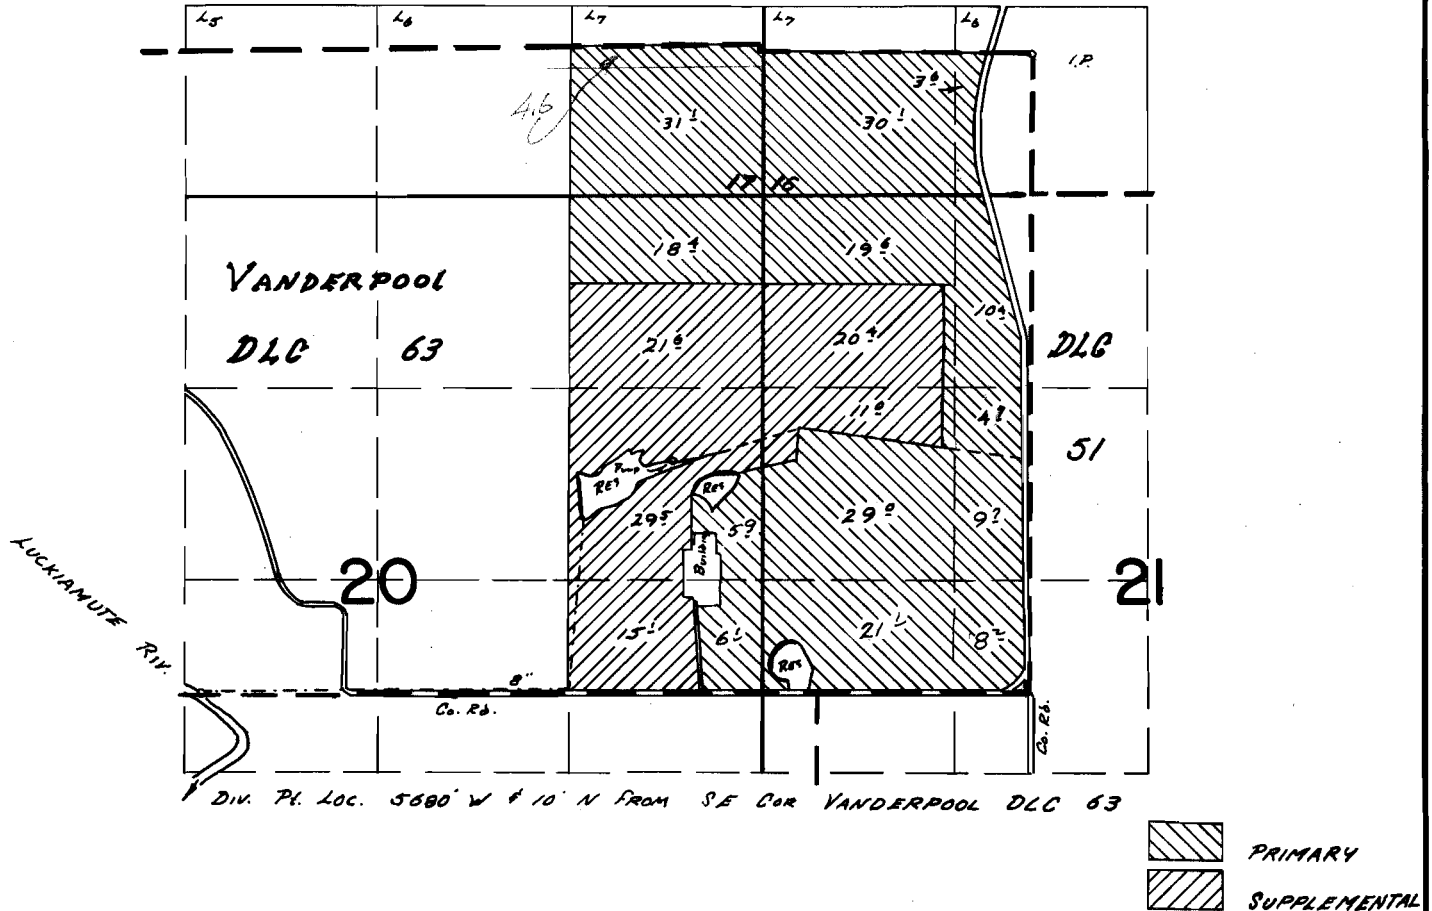 L5 L6 L7 L7 L6
I.P.
3 6
4.6
31 1 30 1
17 16
18 4 19 6
VANDERPOOL
10 4
DLC 63 21 6 20 4 DLC
11 0 4 7
51
Pump
RES RES
29 5 5 9 29 0 9 7
Building
20 21
LUCKIAMUTE RIV.
15 1 6 1 21 1 8 2
RES
8"
Co. Rd.
Co. Rd.
DIV. Pt. LOC. 5680' W & 10' N FROM SE COR VANDERPOOL DLC 63
PRIMARY
SUPPLEMENTAL